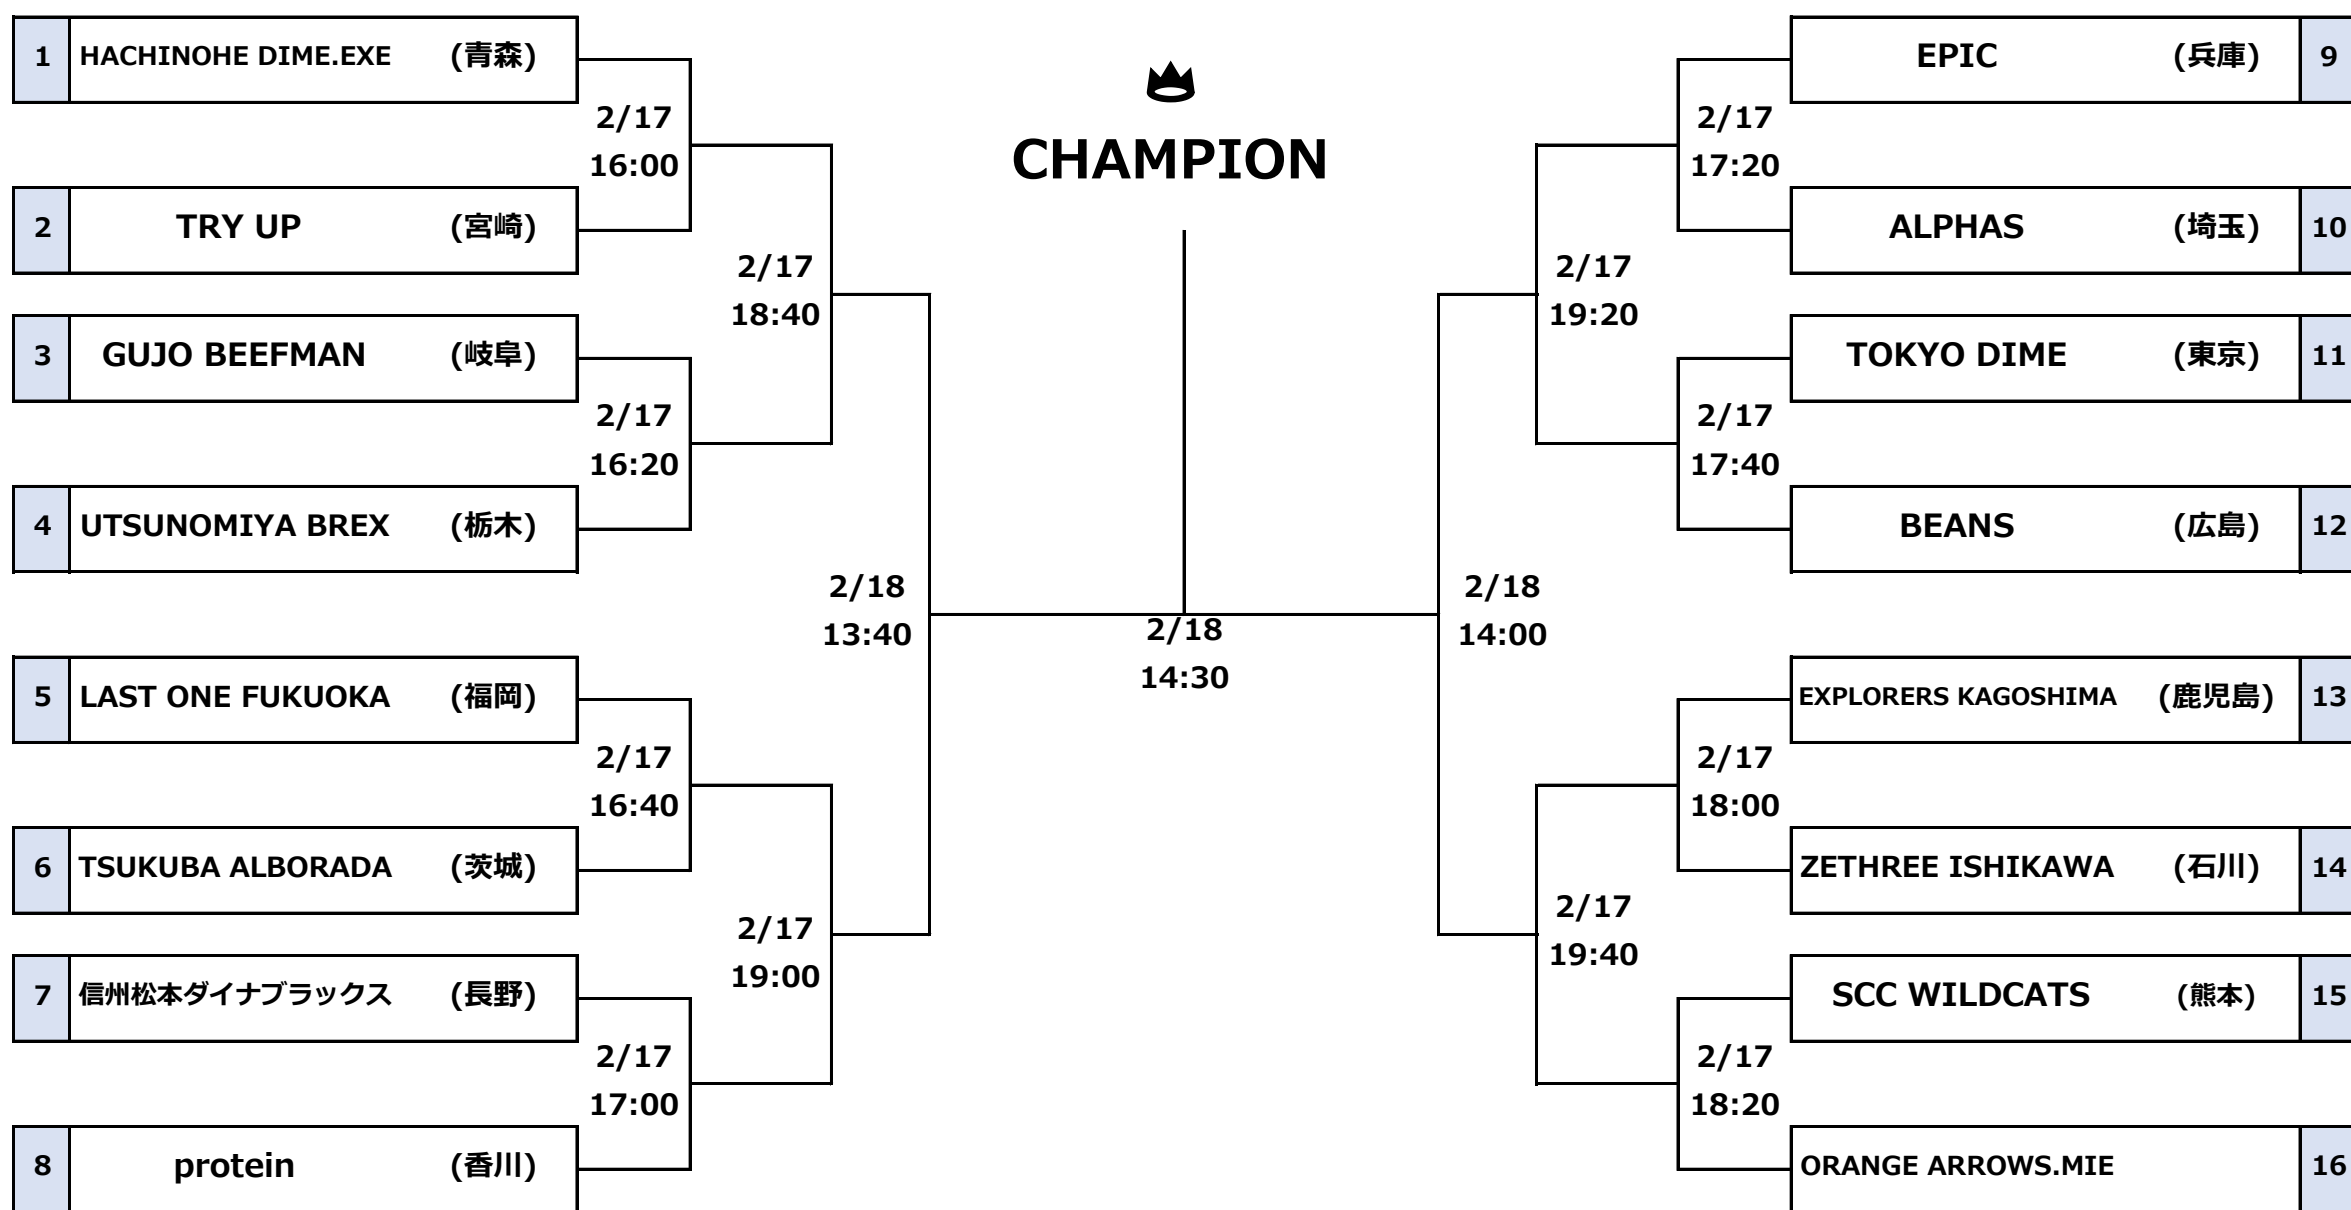 1 HACHINOHE DIME.EXE (青森)
2/17
16:00
2 TRY UP (宮崎)
2/17
18:40
3 GUJO BEEFMAN (岐阜)
2/17
16:20
4 UTSUNOMIYA BREX (栃木)
2/18
13:40
5 LAST ONE FUKUOKA (福岡)
2/17
16:40
6 TSUKUBA ALBORADA (茨城)
2/17
19:00
7 信州松本ダイナブラックス (長野)
2/17
17:00
8 protein (香川)
CHAMPION
2/18
14:30
EPIC (兵庫) 9
2/17
17:20
ALPHAS (埼玉) 10
2/17
19:20
TOKYO DIME (東京) 11
2/17
17:40
BEANS (広島) 12
2/18
14:00
EXPLORERS KAGOSHIMA (鹿児島) 13
2/17
18:00
ZETHREE ISHIKAWA (石川) 14
2/17
19:40
SCC WILDCATS (熊本) 15
2/17
18:20
ORANGE ARROWS.MIE 16